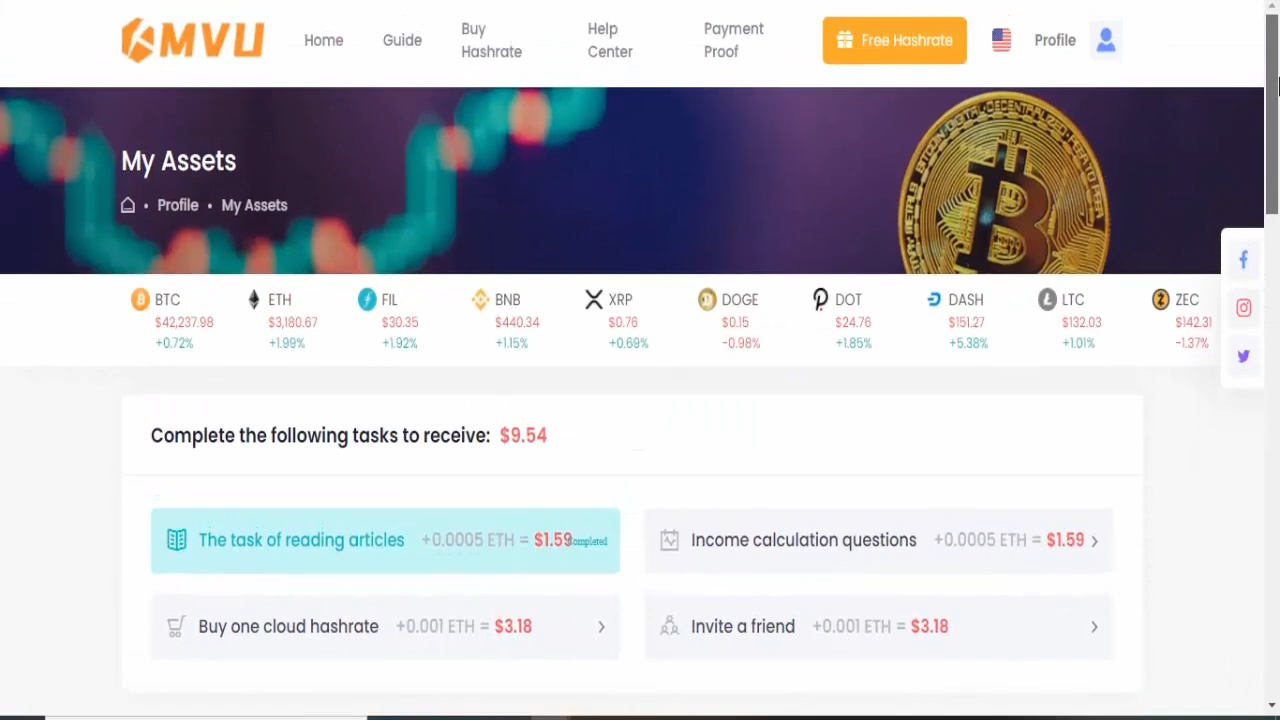 KMVU
Home
Guide
Buy
Hashrate
Help
Center
Payment
Proof
Free Hashrate
Profile
My Assets
• Profile • My Assets
BTC
$42,237.98
+0.72%
ETH
$3,180.67
+1.99%
FIL
$30.35
+1.92%
BNB
$440.34
+1.15%
XRP
$0.76
+0.69%
DOGE
$0.15
-0.98%
DOT
$24.76
+1.85%
DASH
$151.27
+5.38%
LTC
$132.03
+1.01%
ZEC
$142.31
-1.37%
Complete the following tasks to receive: $9.54
The task of reading articles +0.0005 ETH = $1.59 Completed
Income calculation questions +0.0005 ETH = $1.59
Buy one cloud hashrate +0.001 ETH = $3.18
Invite a friend +0.001 ETH = $3.18